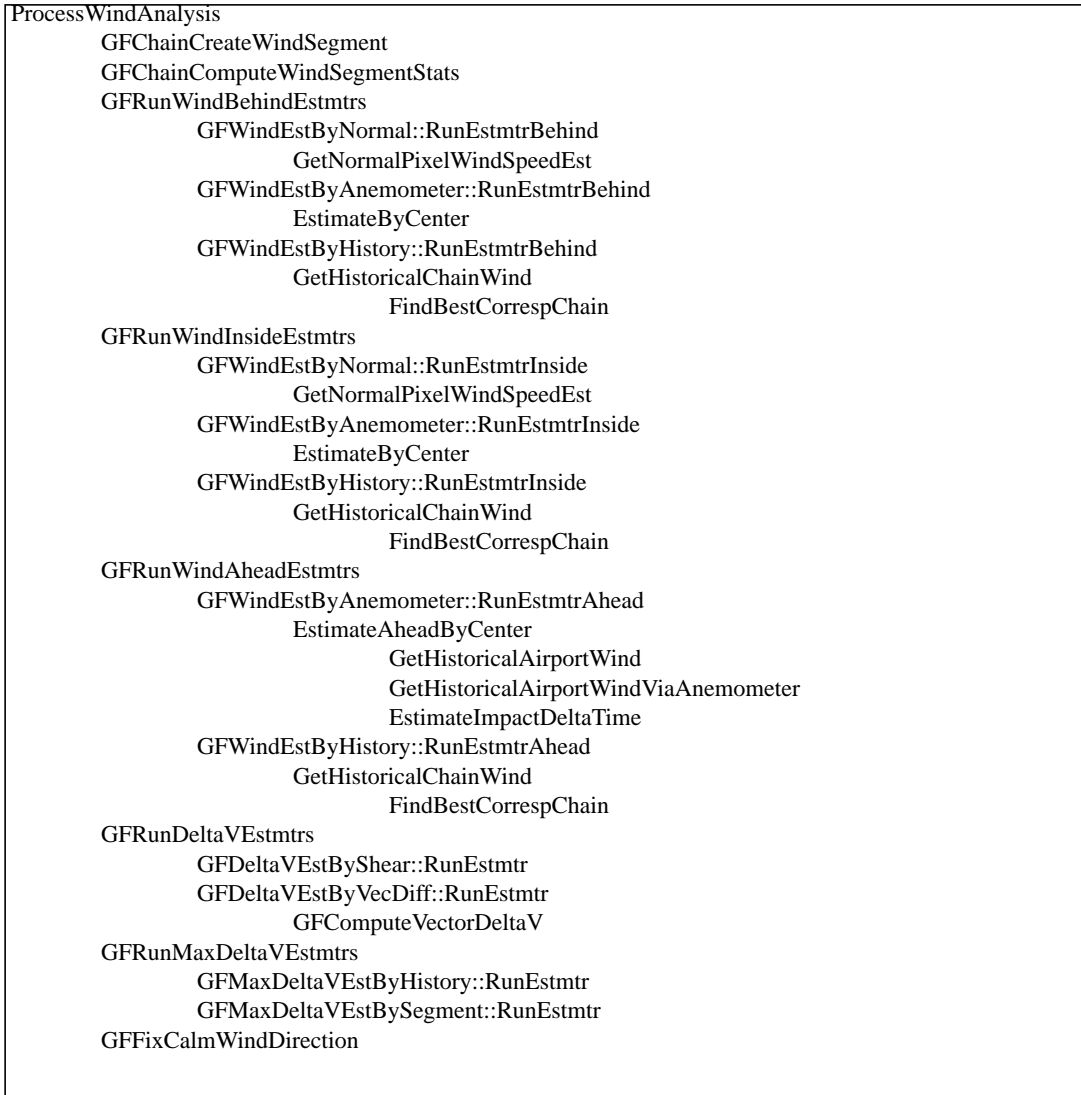 ProcessWindAnalysis
GFChainCreateWindSegment
GFChainComputeWindSegmentStats
GFRunWindBehindEstmtrs
GFWindEstByNormal::RunEstmtrBehind
GetNormalPixelWindSpeedEst
GFWindEstByAnemometer::RunEstmtrBehind
EstimateByCenter
GFWindEstByHistory::RunEstmtrBehind
GetHistoricalChainWind
FindBestCorrespChain
GFRunWindInsideEstmtrs
GFWindEstByNormal::RunEstmtrInside
GetNormalPixelWindSpeedEst
GFWindEstByAnemometer::RunEstmtrInside
EstimateByCenter
GFWindEstByHistory::RunEstmtrInside
GetHistoricalChainWind
FindBestCorrespChain
GFRunWindAheadEstmtrs
GFWindEstByAnemometer::RunEstmtrAhead
EstimateAheadByCenter
GetHistoricalAirportWind
GetHistoricalAirportWindViaAnemometer
EstimateImpactDeltaTime
GFWindEstByHistory::RunEstmtrAhead
GetHistoricalChainWind
FindBestCorrespChain
GFRunDeltaVEstmtrs
GFDeltaVEstByShear::RunEstmtr
GFDeltaVEstByVecDiff::RunEstmtr
GFComputeVectorDeltaV
GFRunMaxDeltaVEstmtrs
GFMaxDeltaVEstByHistory::RunEstmtr
GFMaxDeltaVEstBySegment::RunEstmtr
GFFixCalmWindDirection